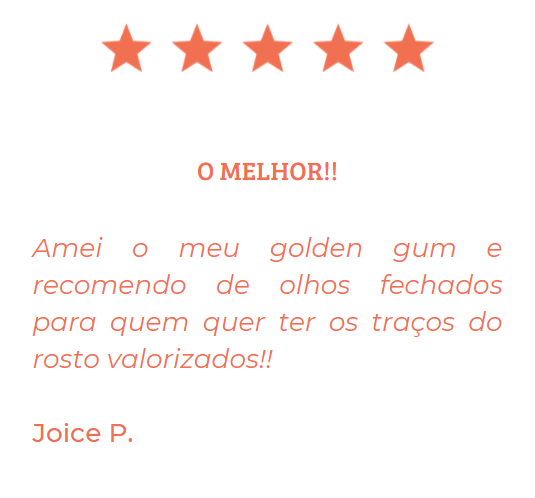 O MELHOR!!
Amei o meu golden gum e
recomendo de olhos fechados
para quem quer ter os traços do
rosto valorizados!!
Joice P.